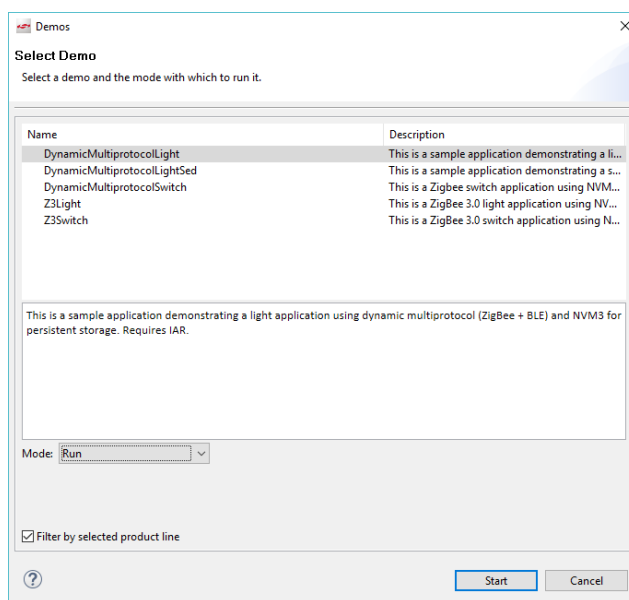 Demos
Select Demo
Select a demo and the mode with which to run it.
Name Description
DynamicMultiprotocolLight This is a sample application demonstrating a li...
DynamicMultiprotocolLightSed This is a sample application demonstrating a s...
DynamicMultiprotocolSwitch This is a Zigbee switch application using NVM...
Z3Light This is a ZigBee 3.0 light application using NV...
Z3Switch This is a ZigBee 3.0 switch application using N...
This is a sample application demonstrating a light application using dynamic multiprotocol (ZigBee + BLE) and NVM3 for
persistent storage. Requires IAR.
Mode: Run
Filter by selected product line
?
Start Cancel